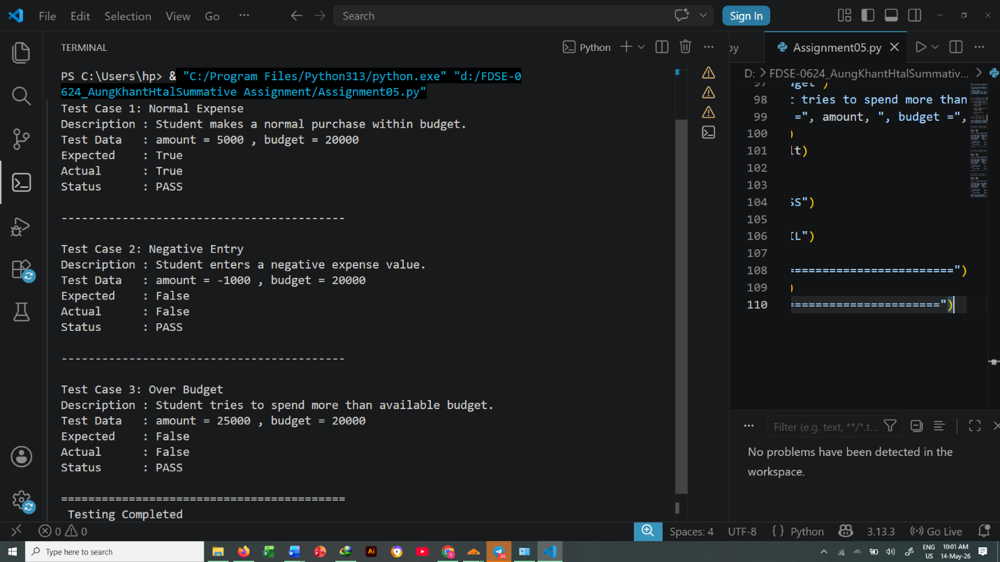 File Edit Selection View Go ... Search Sign In
TERMINAL
Python
PS C:\Users\hp> & "C:/Program Files/Python313/python.exe" "d:/FDSE-0
624_AungKhantHtalSummative Assignment/Assignment05.py"
Test Case 1: Normal Expense
Description : Student makes a normal purchase within budget.
Test Data : amount = 5000 , budget = 20000
Expected : True
Actual : True
Status : PASS
------------------------------------------
Test Case 2: Negative Entry
Description : Student enters a negative expense value.
Test Data : amount = -1000 , budget = 20000
Expected : False
Actual : False
Status : PASS
------------------------------------------
Test Case 3: Over Budget
Description : Student tries to spend more than available budget.
Test Data : amount = 25000 , budget = 20000
Expected : False
Actual : False
Status : PASS
==========================================
Testing Completed
py Assignment05.py
D: > FDSE-0624_AungKhantHtalSummativ... >
97 dget")
98 t tries to spend more than
99 =", amount, ", budget =",
100 )
101 lt)
102
103
104 SS")
105
106 IL")
107
108 ========================")
109 )
110 ======================")
Filter (e.g. text, **/*.t...
No problems have been detected in the
workspace.
0 0 Spaces: 4 UTF-8 { } Python 3.13.3 Go Live
Type here to search
Ai
ENG
US
10:01 AM
14-May-26